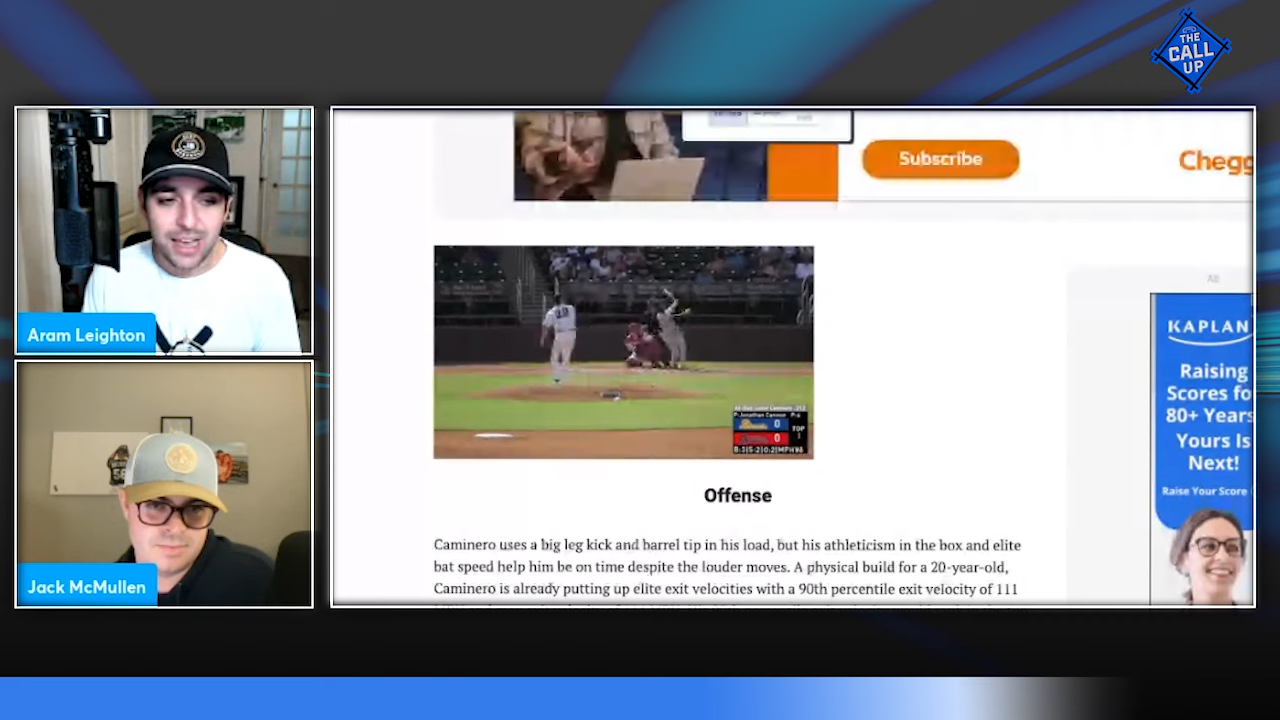 THE
CALL
UP
Aram Leighton
Jack McMullen
Subscribe
Chegg
Offense
Caminero uses a big leg kick and barrel tip in his load, but his athleticism in the box and elite
bat speed help him be on time despite the louder moves. A physical build for a 20-year-old,
Caminero is already putting up elite exit velocities with a 90th percentile exit velocity of 111
0
0
TOP
KAPLAN
Raising
Scores fo
80+ Years
Yours Is
Next!
Raise Your Score